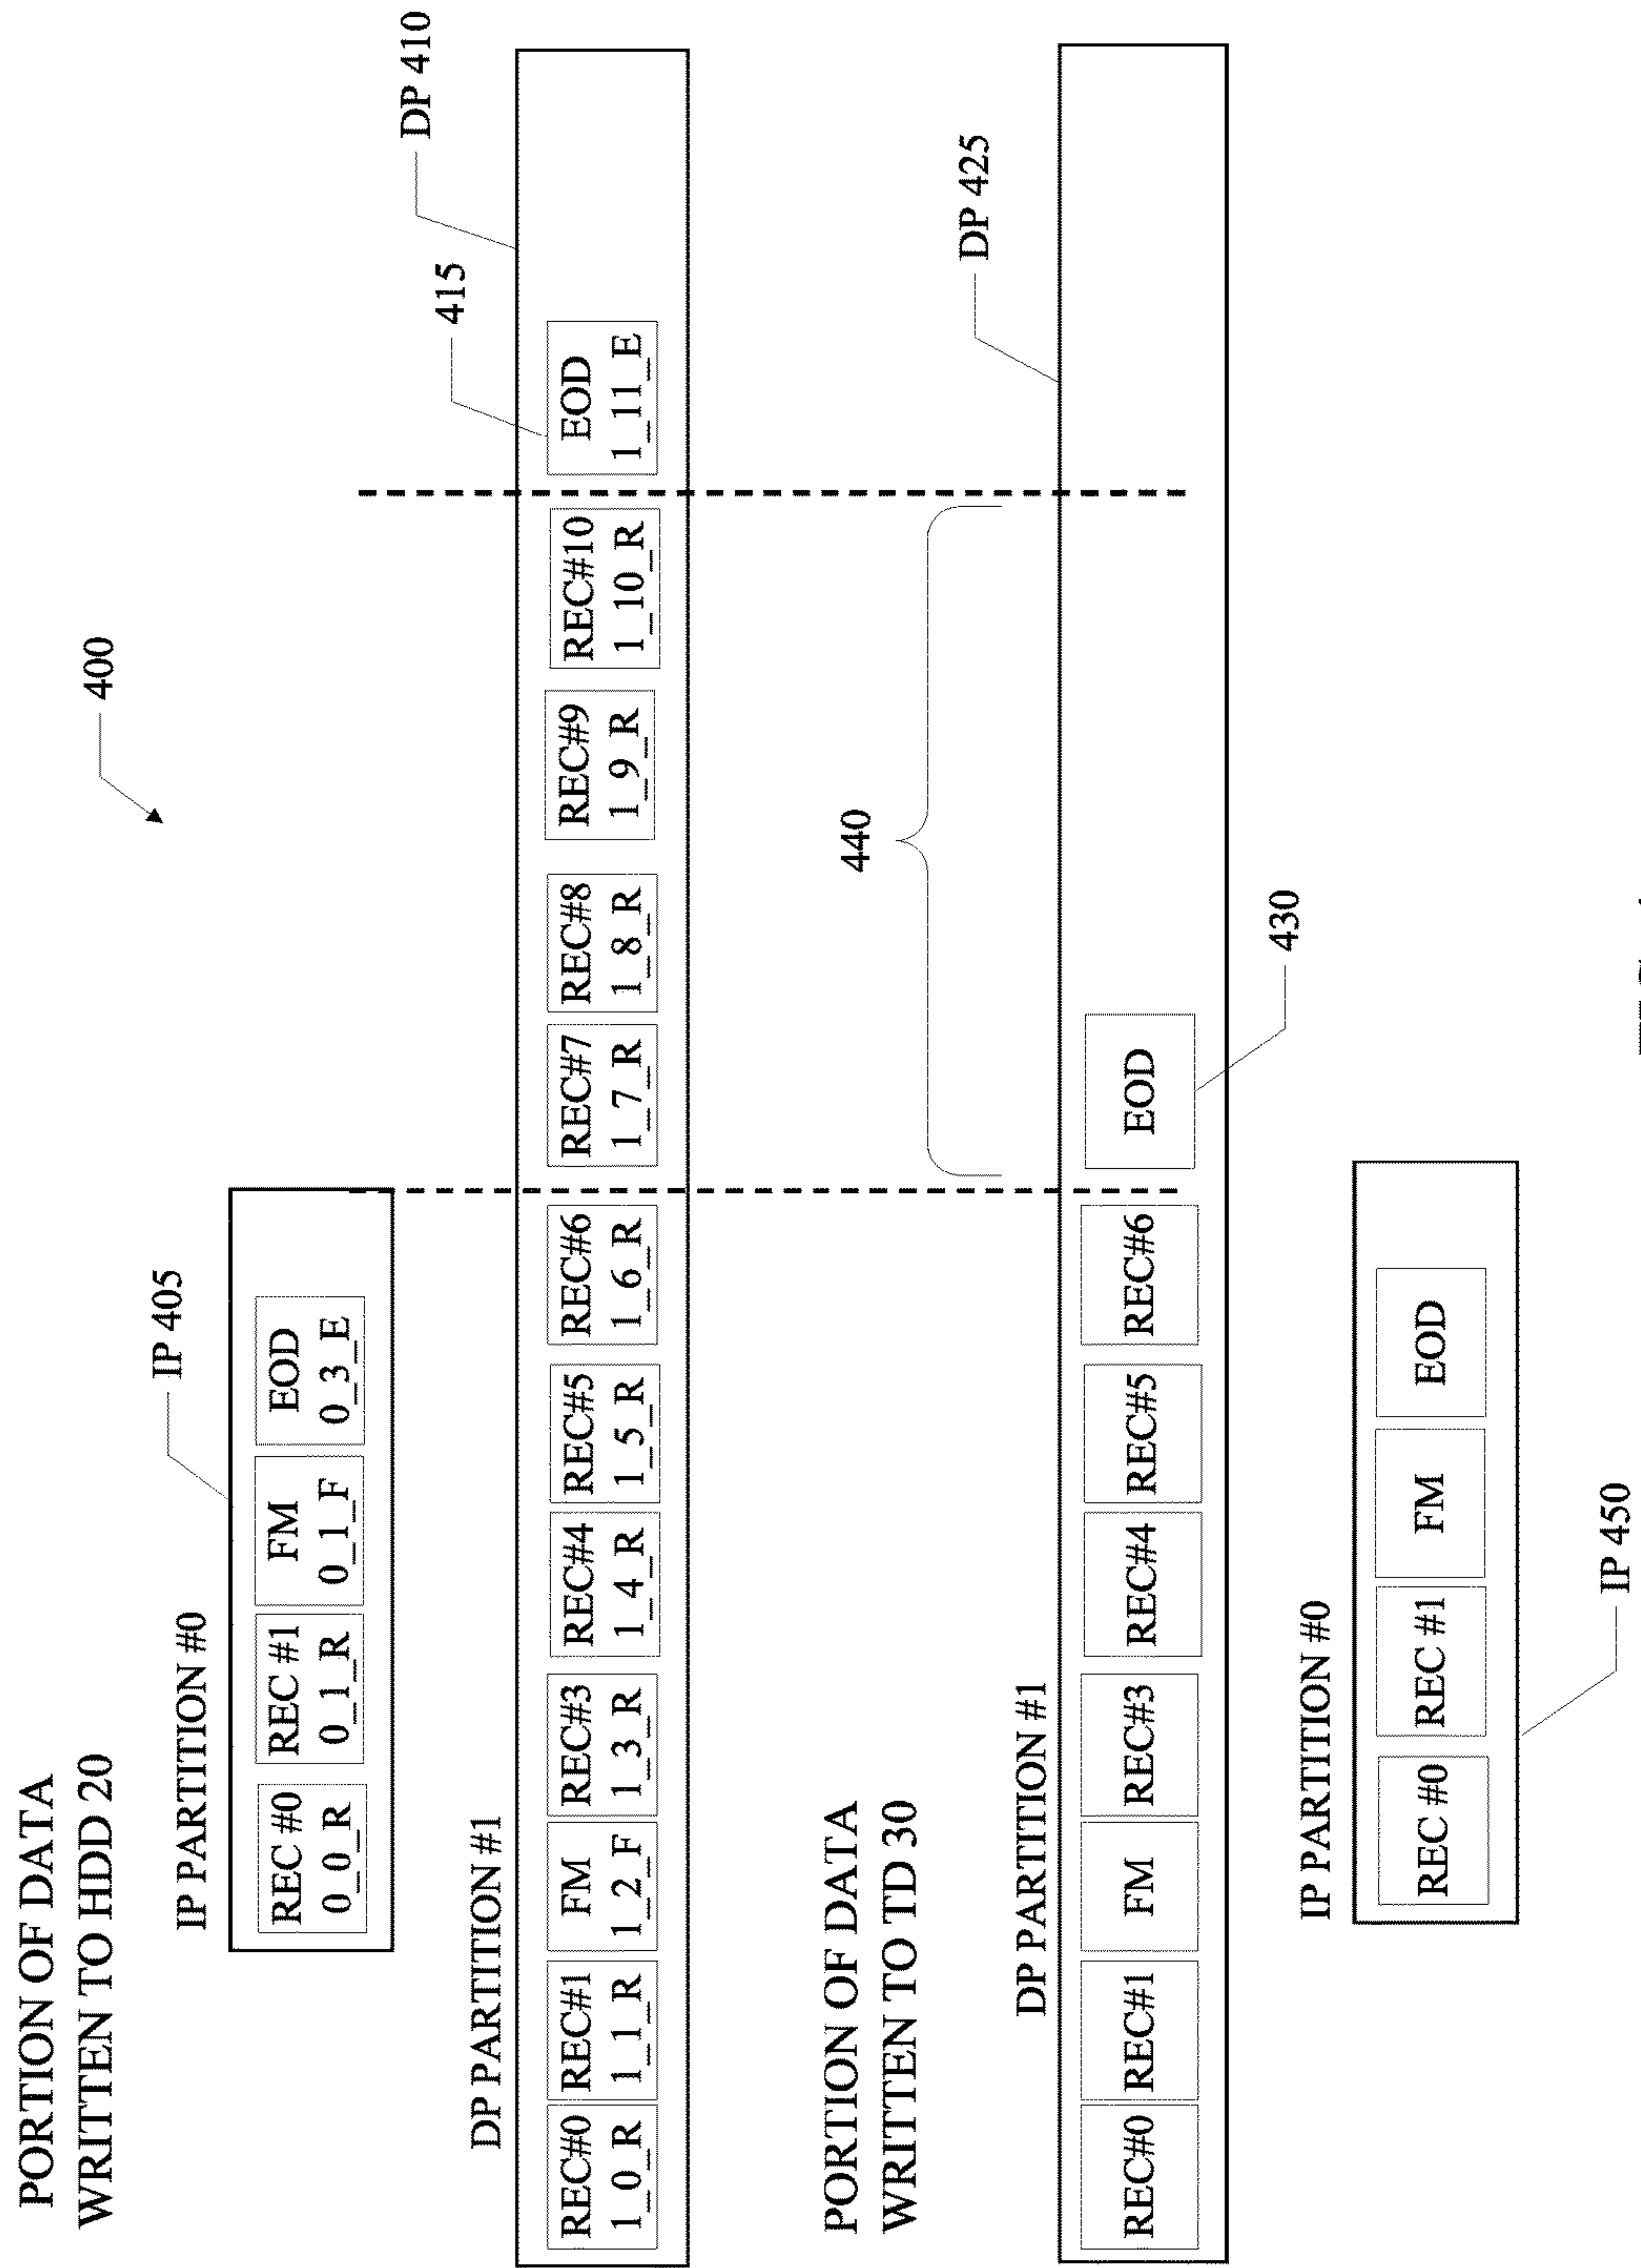 400
PORTION OF DATA
WRITTEN TO HDD 20
IP PARTITION #0
IP 405
REC #0
0_0_R
REC #1
0_1_R
FM
0_1_F
EOD
0_3_E
DP PARTITION #1
415
DP 410
REC#0
1_0_R
REC#1
1_1_R
FM
1_2_F
REC#3
1_3_R
REC#4
1_4_R
REC#5
1_5_R
REC#6
1_6_R
REC#7
1_7_R
REC#8
1_8_R
REC#9
1_9_R
REC#10
1_10_R
EOD
1_11_E
PORTION OF DATA
WRITTEN TO TD 30
440
DP 425
DP PARTITION #1
REC#0
REC#1
FM
REC#3
REC#4
REC#5
REC#6
EOD
430
IP PARTITION #0
REC #0
REC #1
FM
EOD
IP 450